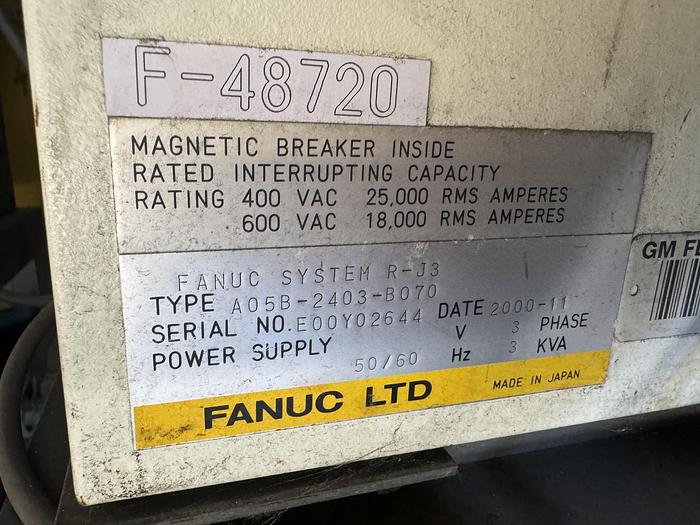 F-48720
MAGNETIC BREAKER INSIDE
RATED INTERRUPTING CAPACITY
RATING 400 VAC 25,000 RMS AMPERES
600 VAC 18,000 RMS AMPERES
FANUC SYSTEM R-J3
TYPE A05B-2403-B070
SERIAL NO. E00Y02644 DATE 2000-11
POWER SUPPLY V 3 PHASE
50/60 Hz 3 KVA
FANUC LTD MADE IN JAPAN
GM